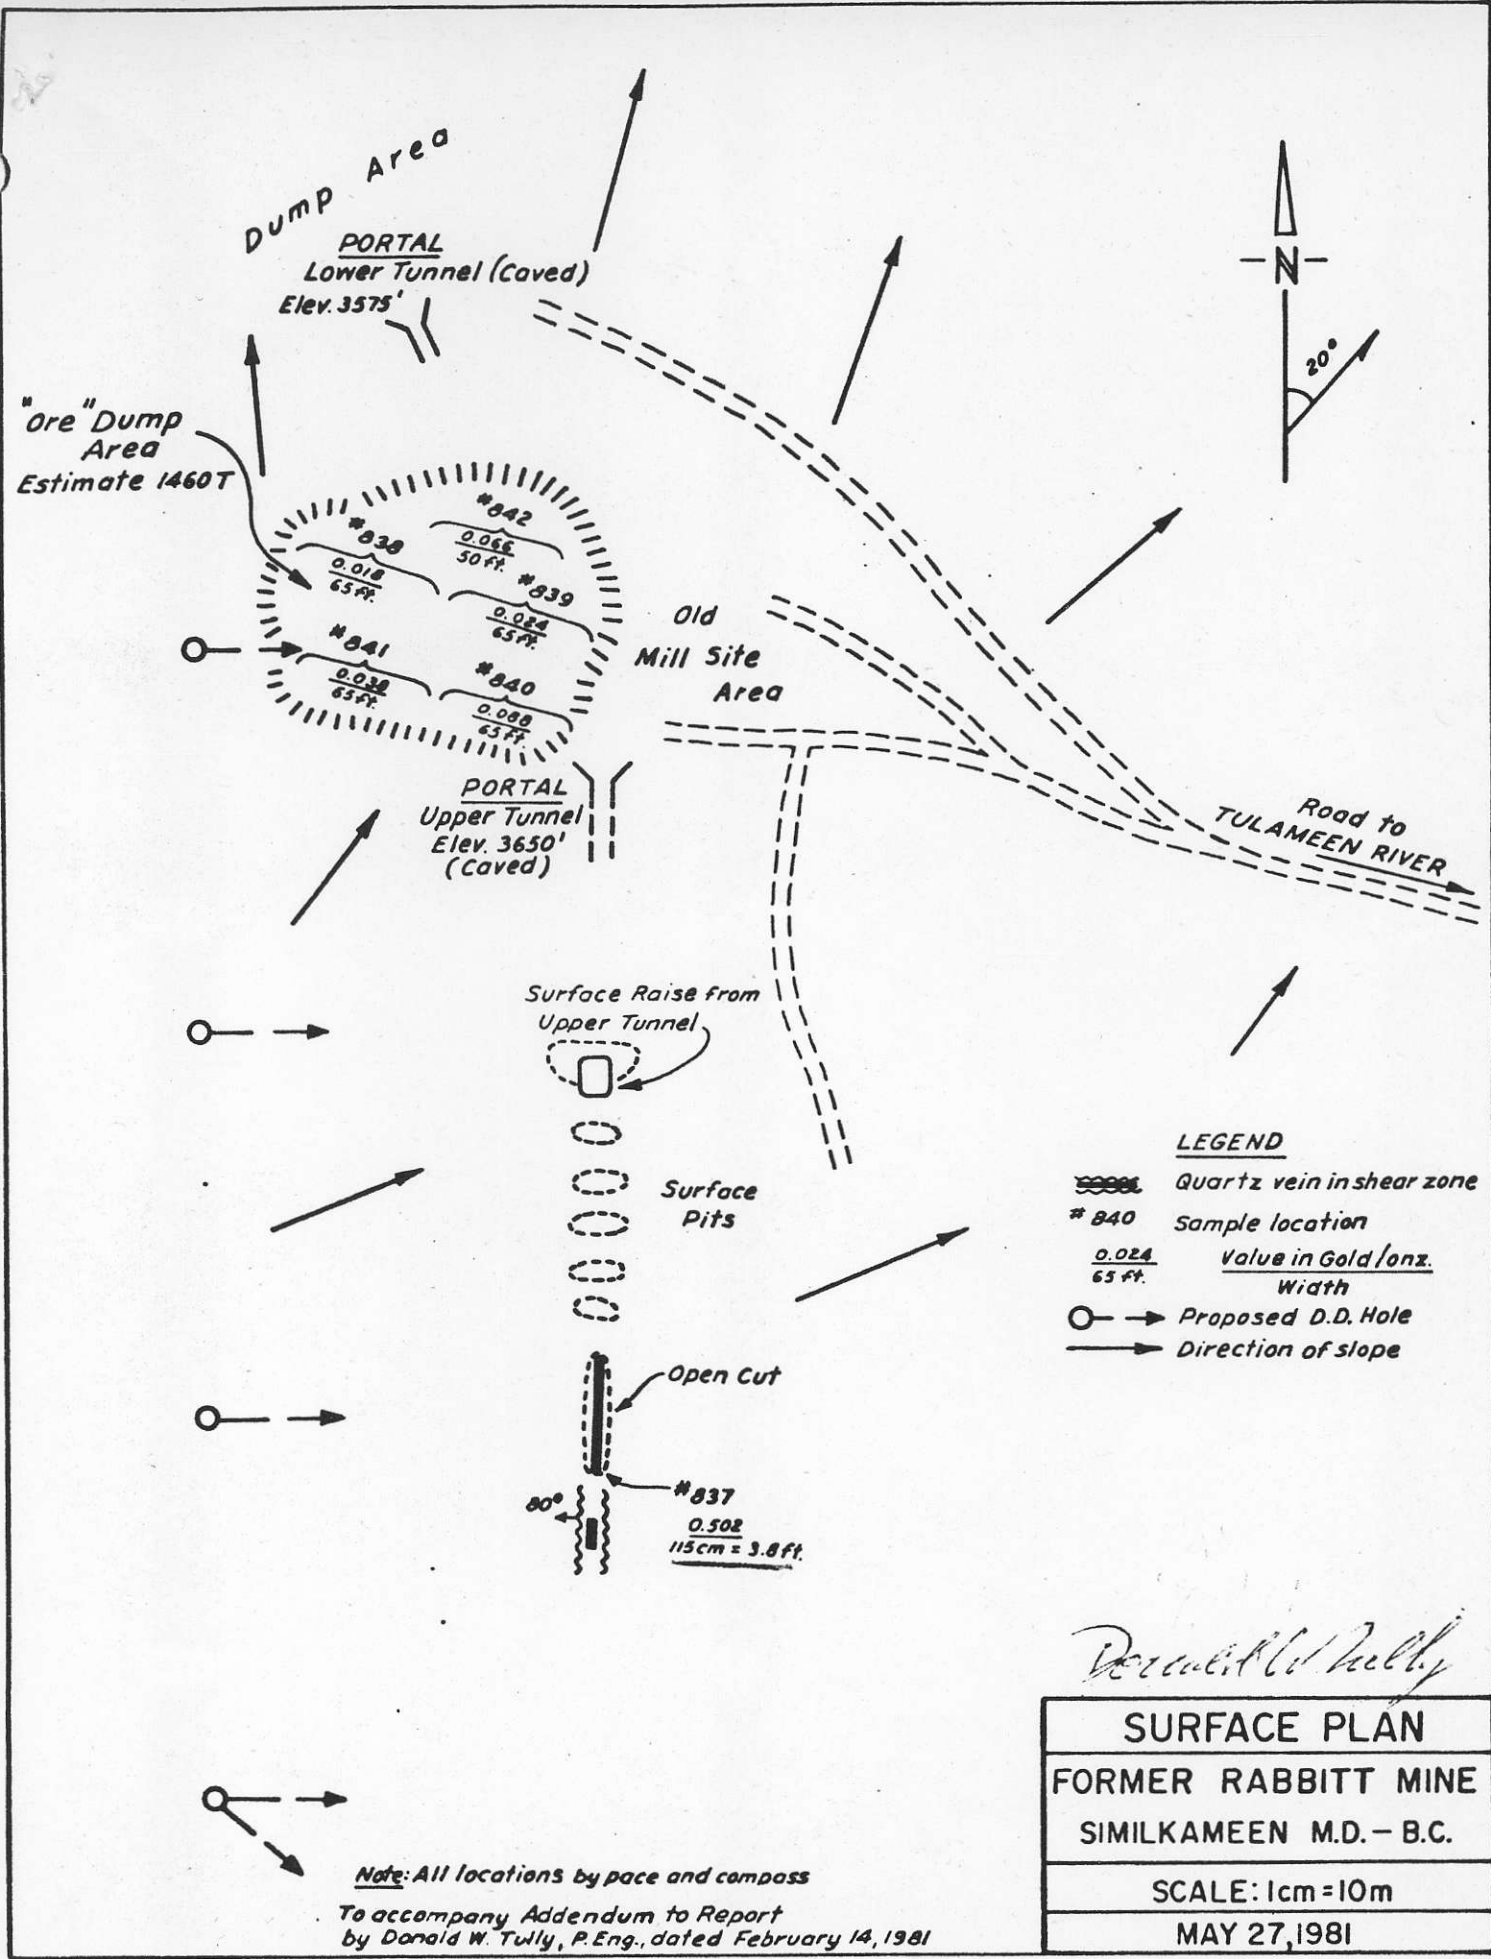 Dump Area
PORTAL
Lower Tunnel (Caved)
Elev. 3575'
-N-
20°
"ore" Dump
Area
Estimate 1460T
#842
0.066
50 ft.
#838
0.018
65 ft.
#839
0.024
65 ft.
#841
0.038
65 ft.
#840
0.088
65 ft.
Old
Mill Site
Area
PORTAL
Upper Tunnel
Elev. 3650'
(Caved)
Road to
TULAMEEN RIVER
Surface Raise from
Upper Tunnel
Surface
Pits
Open Cut
80°
#837
0.502
115cm = 3.8 ft.
LEGEND
Quartz vein in shear zone
#840 Sample location
0.024 Value in Gold/onz.
65 ft. Width
Proposed D.D. Hole
Direction of slope
Donald W Tully
SURFACE PLAN
FORMER RABBITT MINE
SIMILKAMEEN M.D. – B.C.
SCALE: 1cm = 10m
MAY 27, 1981
Note: All locations by pace and compass
To accompany Addendum to Report
by Donald W. Tully, P.Eng., dated February 14, 1981